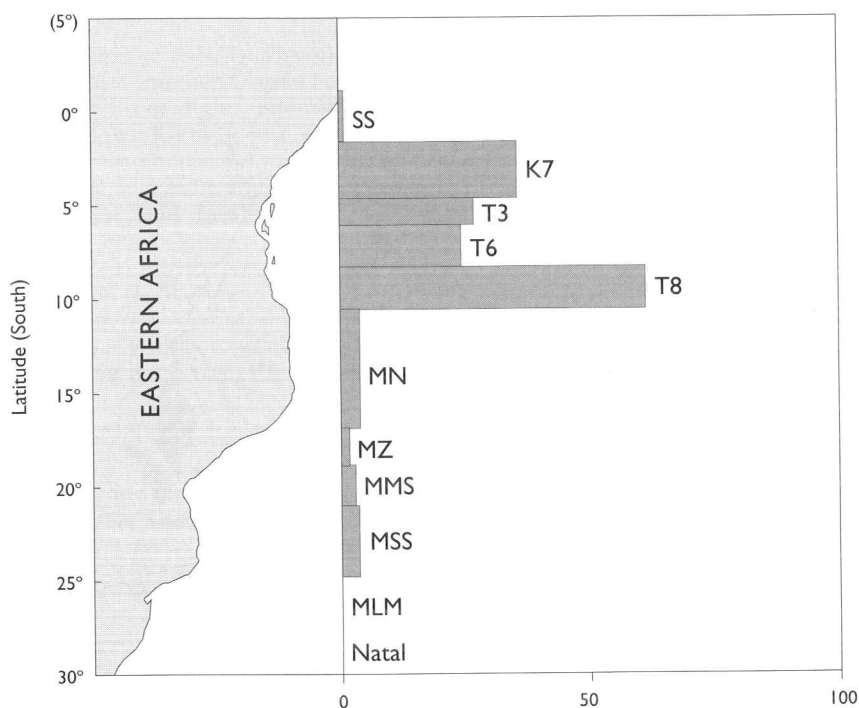 (5°)
0°
5°
10°
15°
20°
25°
30°
Latitude (South)
EASTERN AFRICA
SS
K7
T3
T6
T8
MN
MZ
MMS
MSS
MLM
Natal
0
50
100